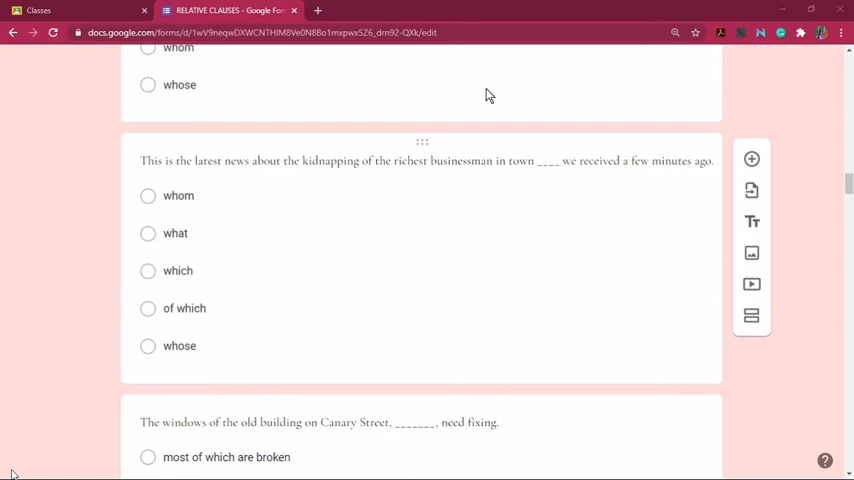 Classes
RELATIVE CLAUSES - Google Fo
docs.google.com/forms/d/1wV9neqwDXWCNTHlM8Ve0N8Bo1mxpwx5Z6_drn92-QXk/edit
whom
whose
This is the latest news about the kidnapping of the richest businessman in town ____ we received a few minutes ago.
whom
what
which
of which
whose
The windows of the old building on Canary Street, _______, need fixing.
most of which are broken